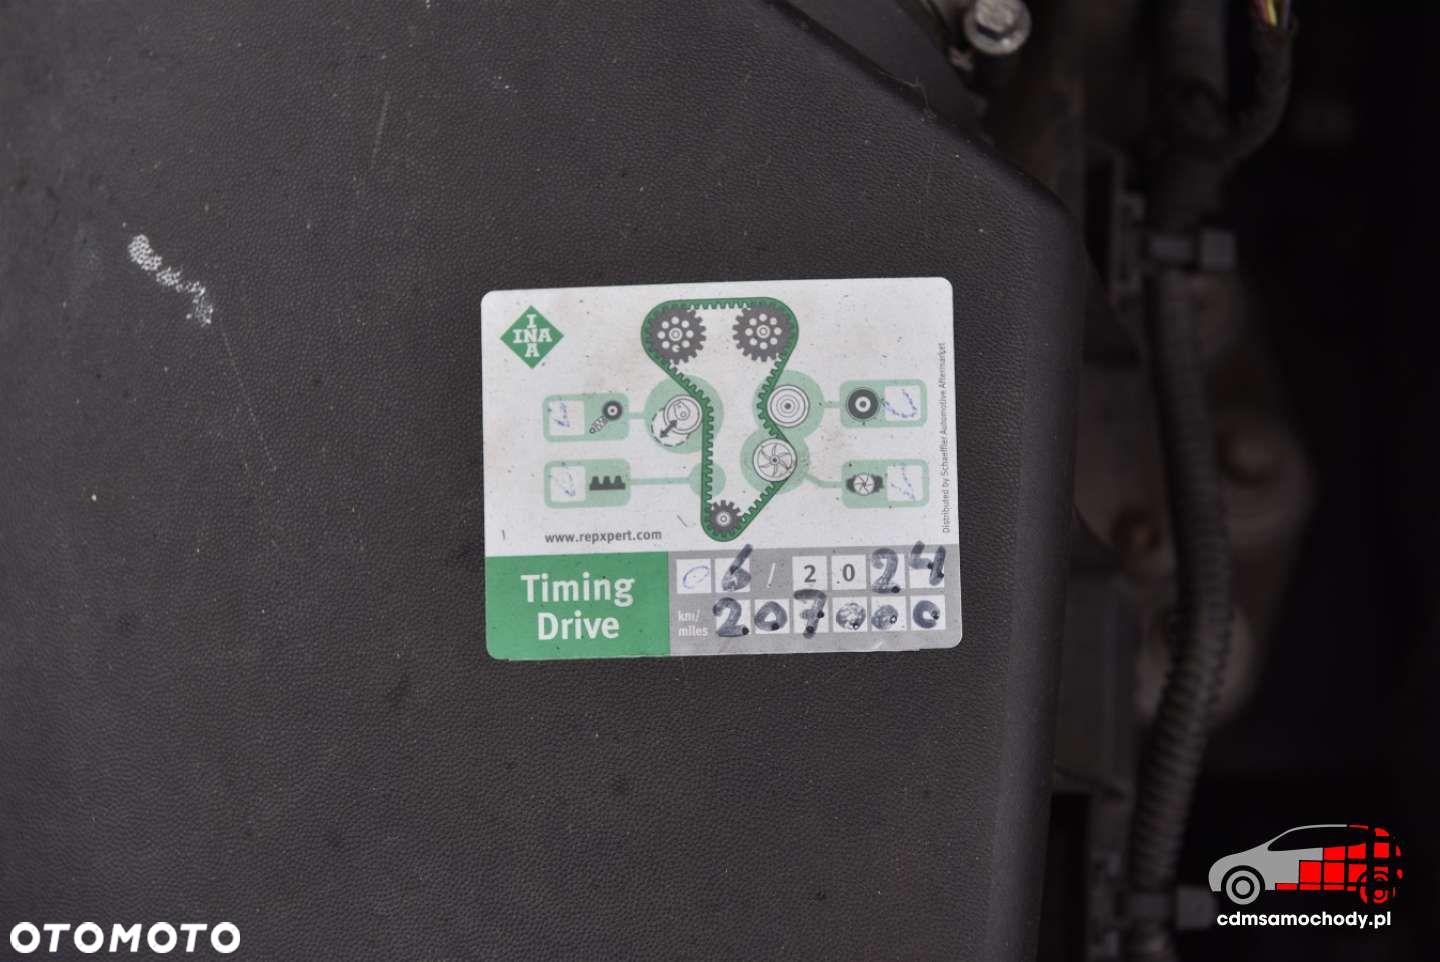 I
INA
A
Distributed by Schaeffler Automotive Aftermarket
www.repxpert.com
Timing
Drive
06 / 2024
km/
miles
207000
OTOMOTO
cdmsamochody.pl